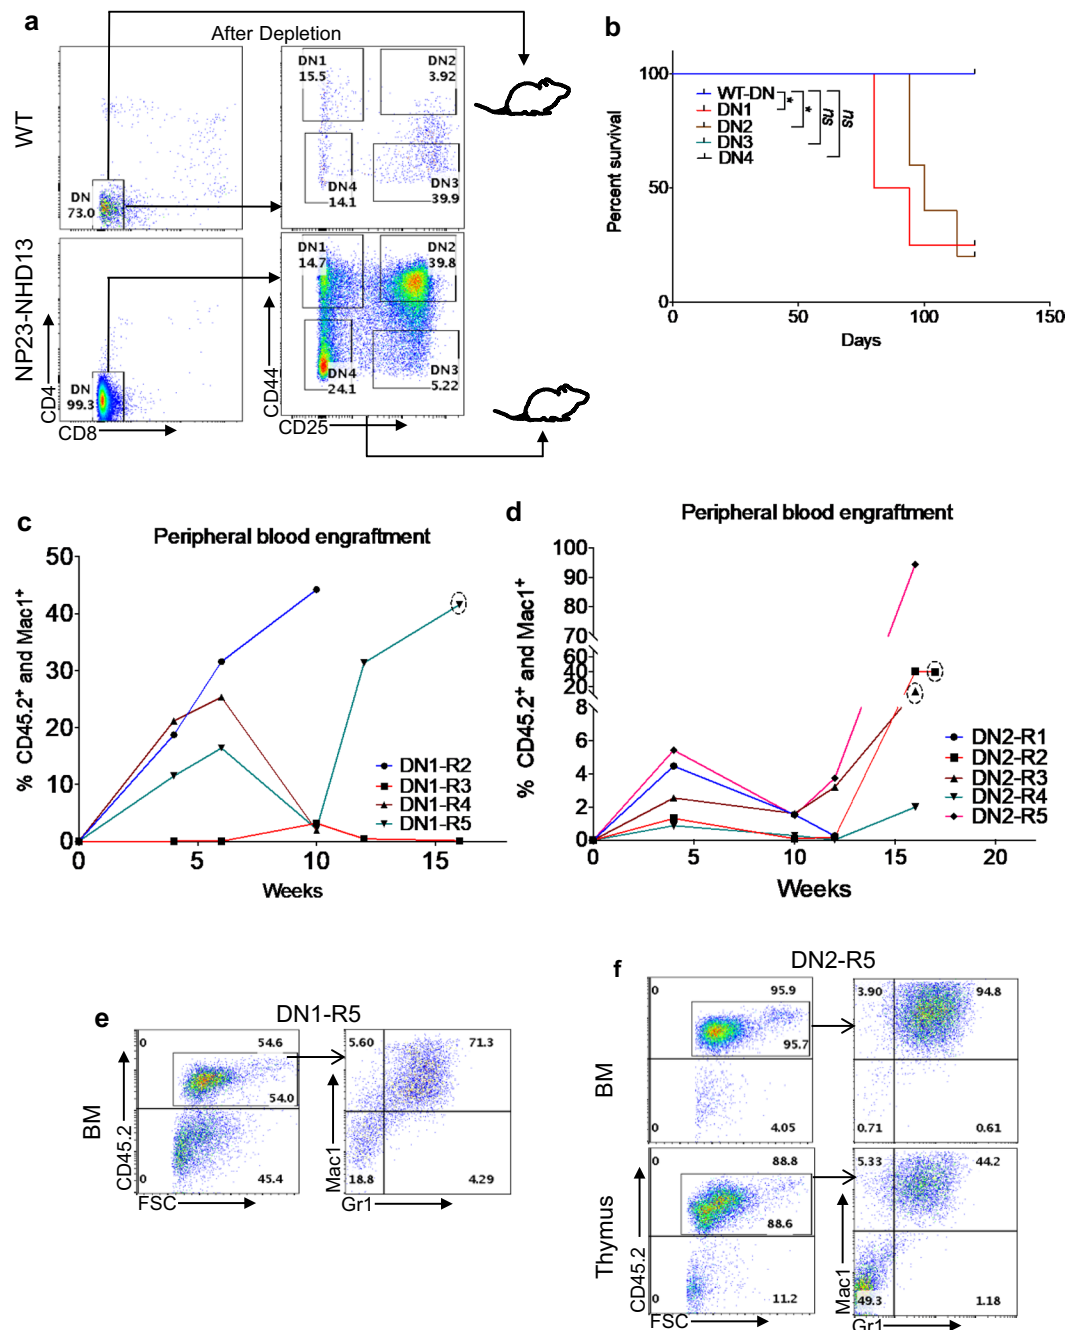 a
After Depletion
WT
DN
73.0
DN1
15.5
DN2
3.92
DN4
14.1
DN3
39.9
NP23-NHD13
CD4
DN
99.3
CD8
CD44
DN1
14.7
DN2
39.8
DN4
24.1
DN3
5.22
CD25
b
Percent survival
100
50
0
0
50
100
150
Days
WT-DN
DN1
DN2
DN3
DN4
*
*
ns
ns
c
Peripheral blood engraftment
% CD45.2+ and Mac1+
50
40
30
20
10
0
0
5
10
15
Weeks
DN1-R2
DN1-R3
DN1-R4
DN1-R5
d
Peripheral blood engraftment
% CD45.2+ and Mac1+
100
90
80
70
60
40
20
8
6
4
2
0
0
5
10
15
20
Weeks
DN2-R1
DN2-R2
DN2-R3
DN2-R4
DN2-R5
e
DN1-R5
BM
CD45.2
0
54.6
54.0
0
45.4
FSC
Mac1
5.60
71.3
18.8
4.29
Gr1
f
DN2-R5
BM
0
95.9
95.7
0
4.05
3.90
94.8
0.71
0.61
Thymus
CD45.2
0
88.8
88.6
0
11.2
FSC
Mac1
5.33
44.2
49.3
1.18
Gr1